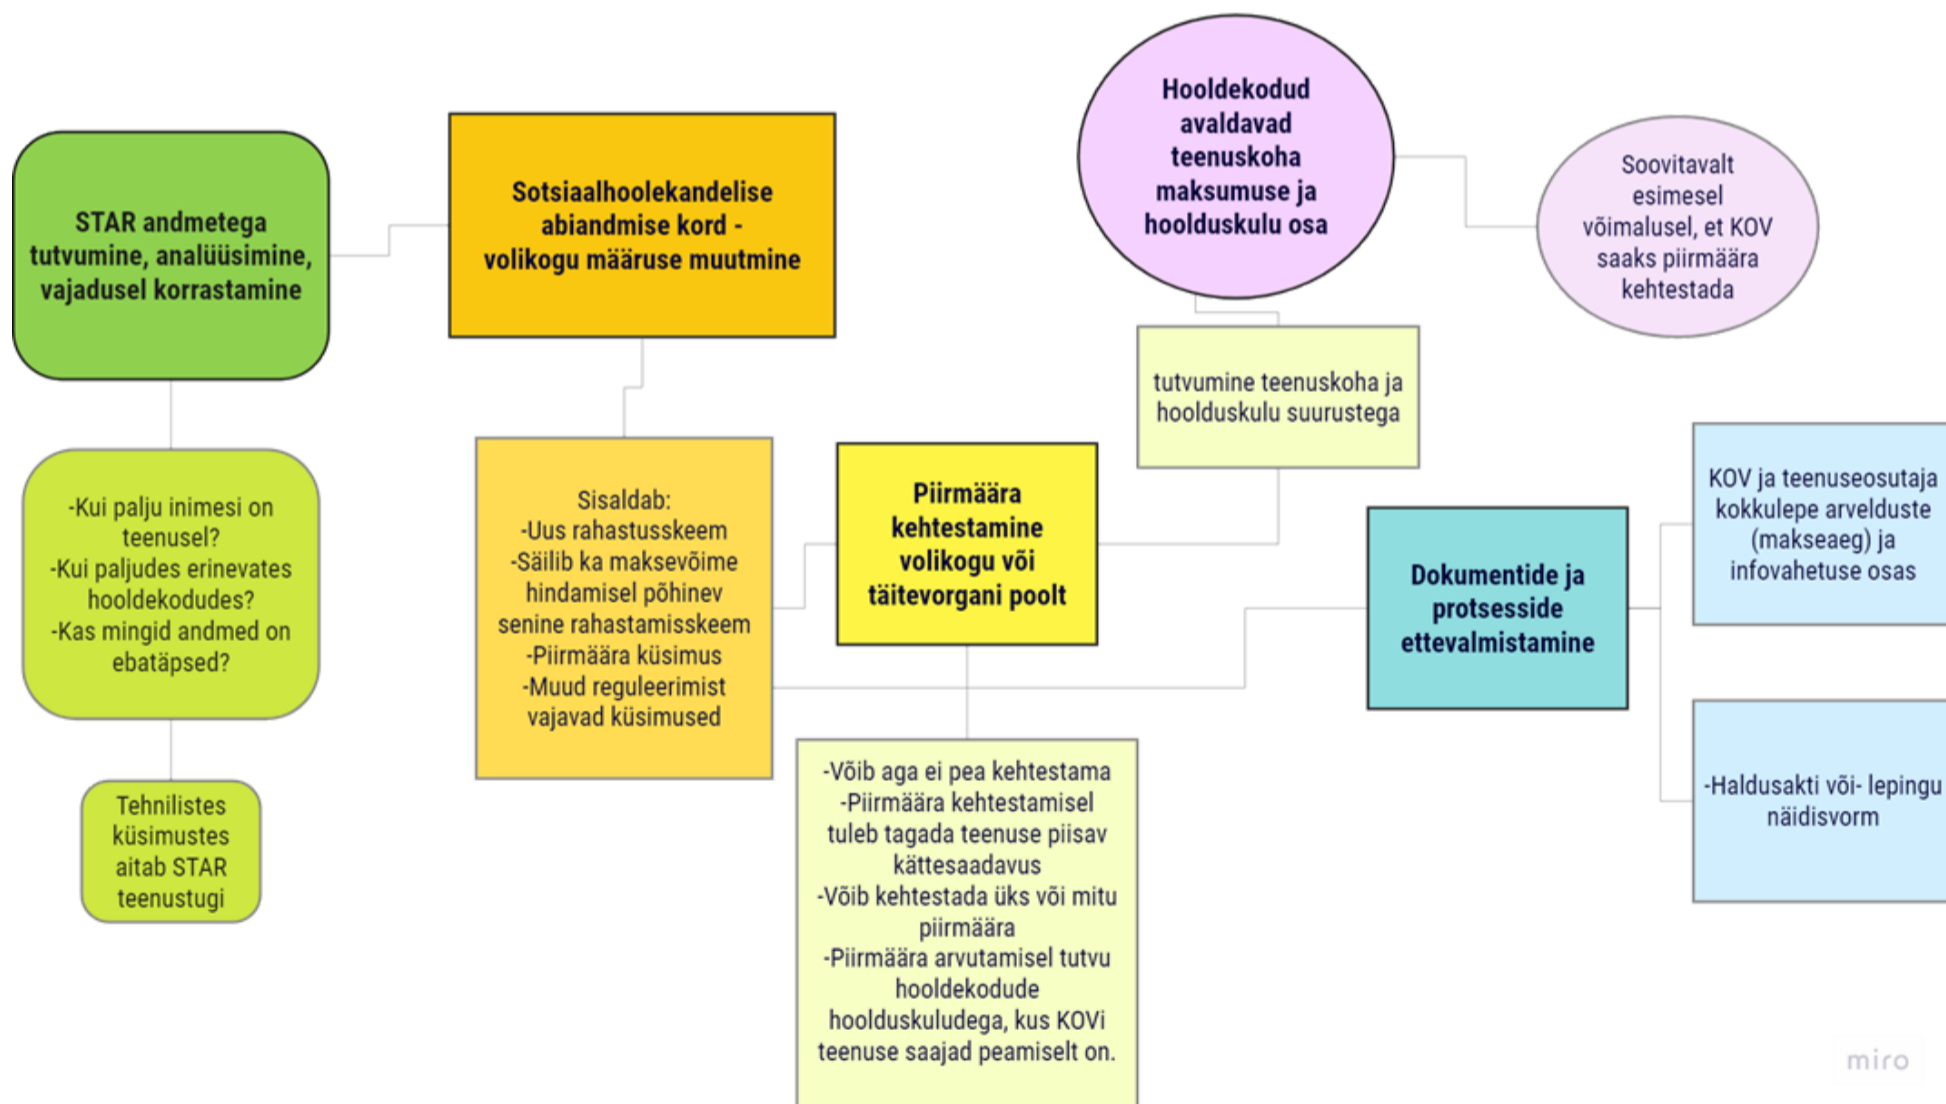 STAR andmetega
tutvumine, analüüsimine,
vajadusel korrastamine
-Kui palju inimesi on
teenusel?
-Kui paljudes erinevates
hooldekodudes?
-Kas mingid andmed on
ebatäpsed?
Tehnilistes
küsimustes
aitab STAR
teenustugi
Sotsiaalhoolekandelise
abiandmise kord -
volikogu määruse muutmine
Sisaldab:
-Uus rahastusskeem
-Säilib ka maksevõime
hindamisel põhinev
senine rahastamisskeem
-Piirmäära küsimus
-Muud reguleerimist
vajavad küsimused
Piirmäära
kehtestamine
volikogu või
täitevorgani poolt
-Võib aga ei pea kehtestama
-Piirmäära kehtestamisel
tuleb tagada teenuse piisav
kättesaadavus
-Võib kehtestada üks või mitu
piirmäära
-Piirmäära arvutamisel tutvu
hooldekodude
hoolduskuludega, kus KOVi
teenuse saajad peamiselt on.
Hooldekodud
avaldavad
teenuskoha
maksumuse ja
hoolduskulu osa
Soovitavalt
esimesel
võimalusel, et KOV
saaks piirmäära
kehtestada
tutvumine teenuskoha ja
hoolduskulu suurustega
Dokumentide ja
protsesside
ettevalmistamine
KOV ja teenuseosutaja
kokkulepe arvelduste
(makseaeg) ja
infovahetuse osas
-Haldusakti või- lepingu
näidisvorm
miro